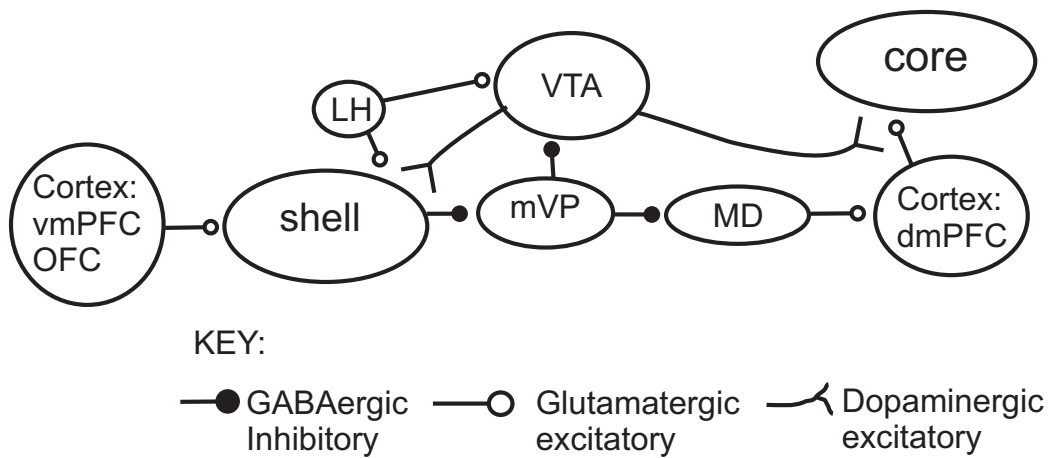 core
VTA
LH
Cortex:
vmPFC
OFC
shell
mVP
MD
Cortex:
dmPFC
KEY:
GABAergic
Inhibitory
Glutamatergic
excitatory
Dopaminergic
excitatory